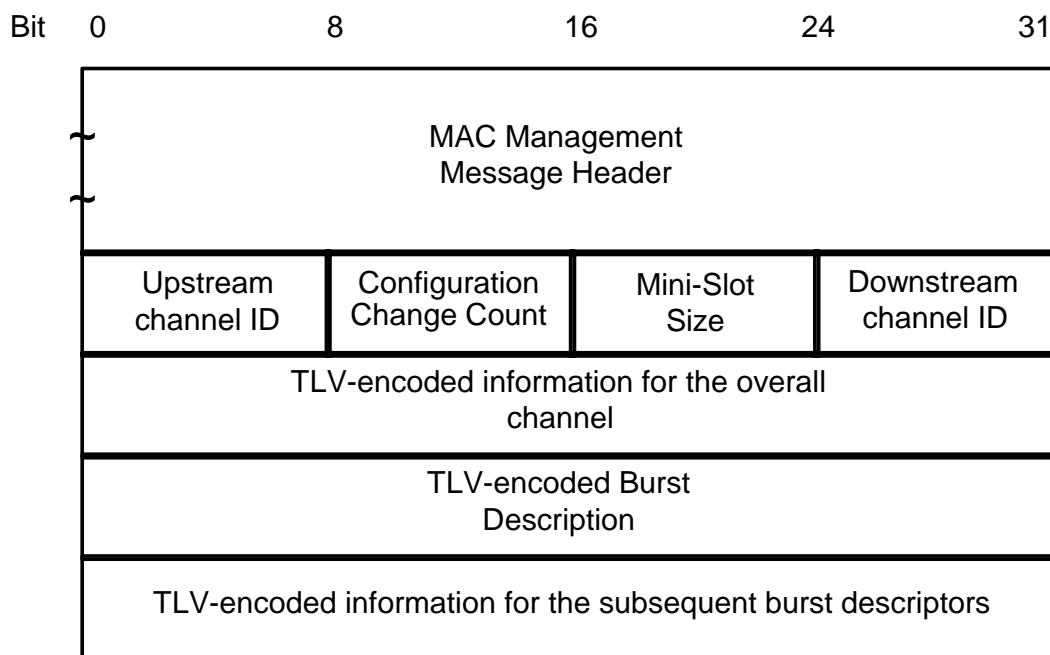 Bit 0 8 16 24 31
MAC Management
Message Header
Upstream
channel ID
Configuration
Change Count
Mini-Slot
Size
Downstream
channel ID
TLV-encoded information for the overall
channel
TLV-encoded Burst
Description
TLV-encoded information for the subsequent burst descriptors